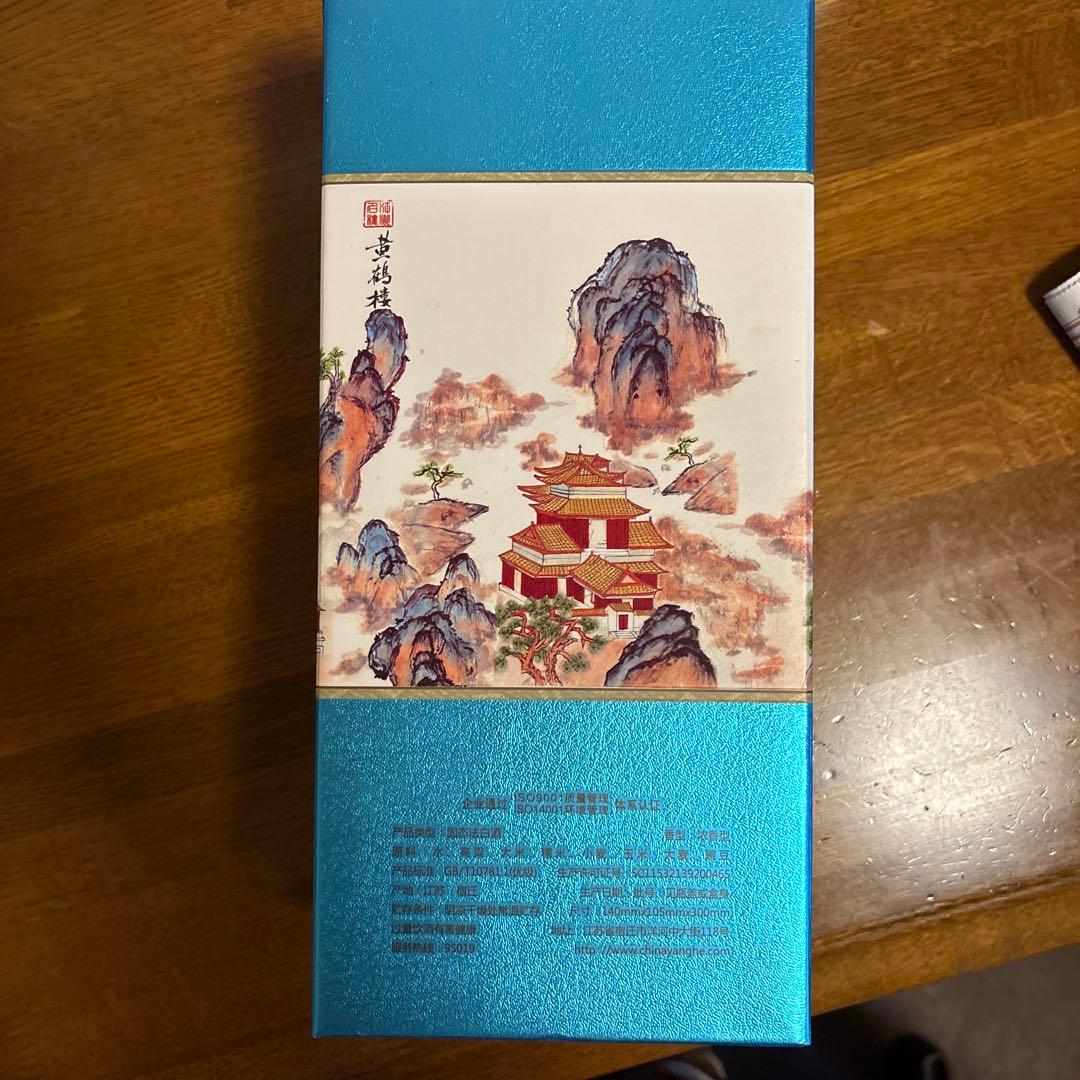 黄鹤楼
企业通过 ISO9001质量管理 体系认证
ISO14001环境管理
产品类型：固态法白酒 香型：浓香型
原料：水、高粱、大米、糯米、小麦、玉米、大麦、豌豆
产品标准：GB/T10781.1(优级) 生产许可证号：SC11532139200465
产地：江苏 宿迁 生产日期、批号：见瓶盖或盒身
贮存条件：阴凉干燥处常温贮存 尺寸：140mmx105mmx300mm
过量饮酒有害健康 地址：江苏省宿迁市洋河中大街118号
服务热线：95019 http://www.chinayanghe.com